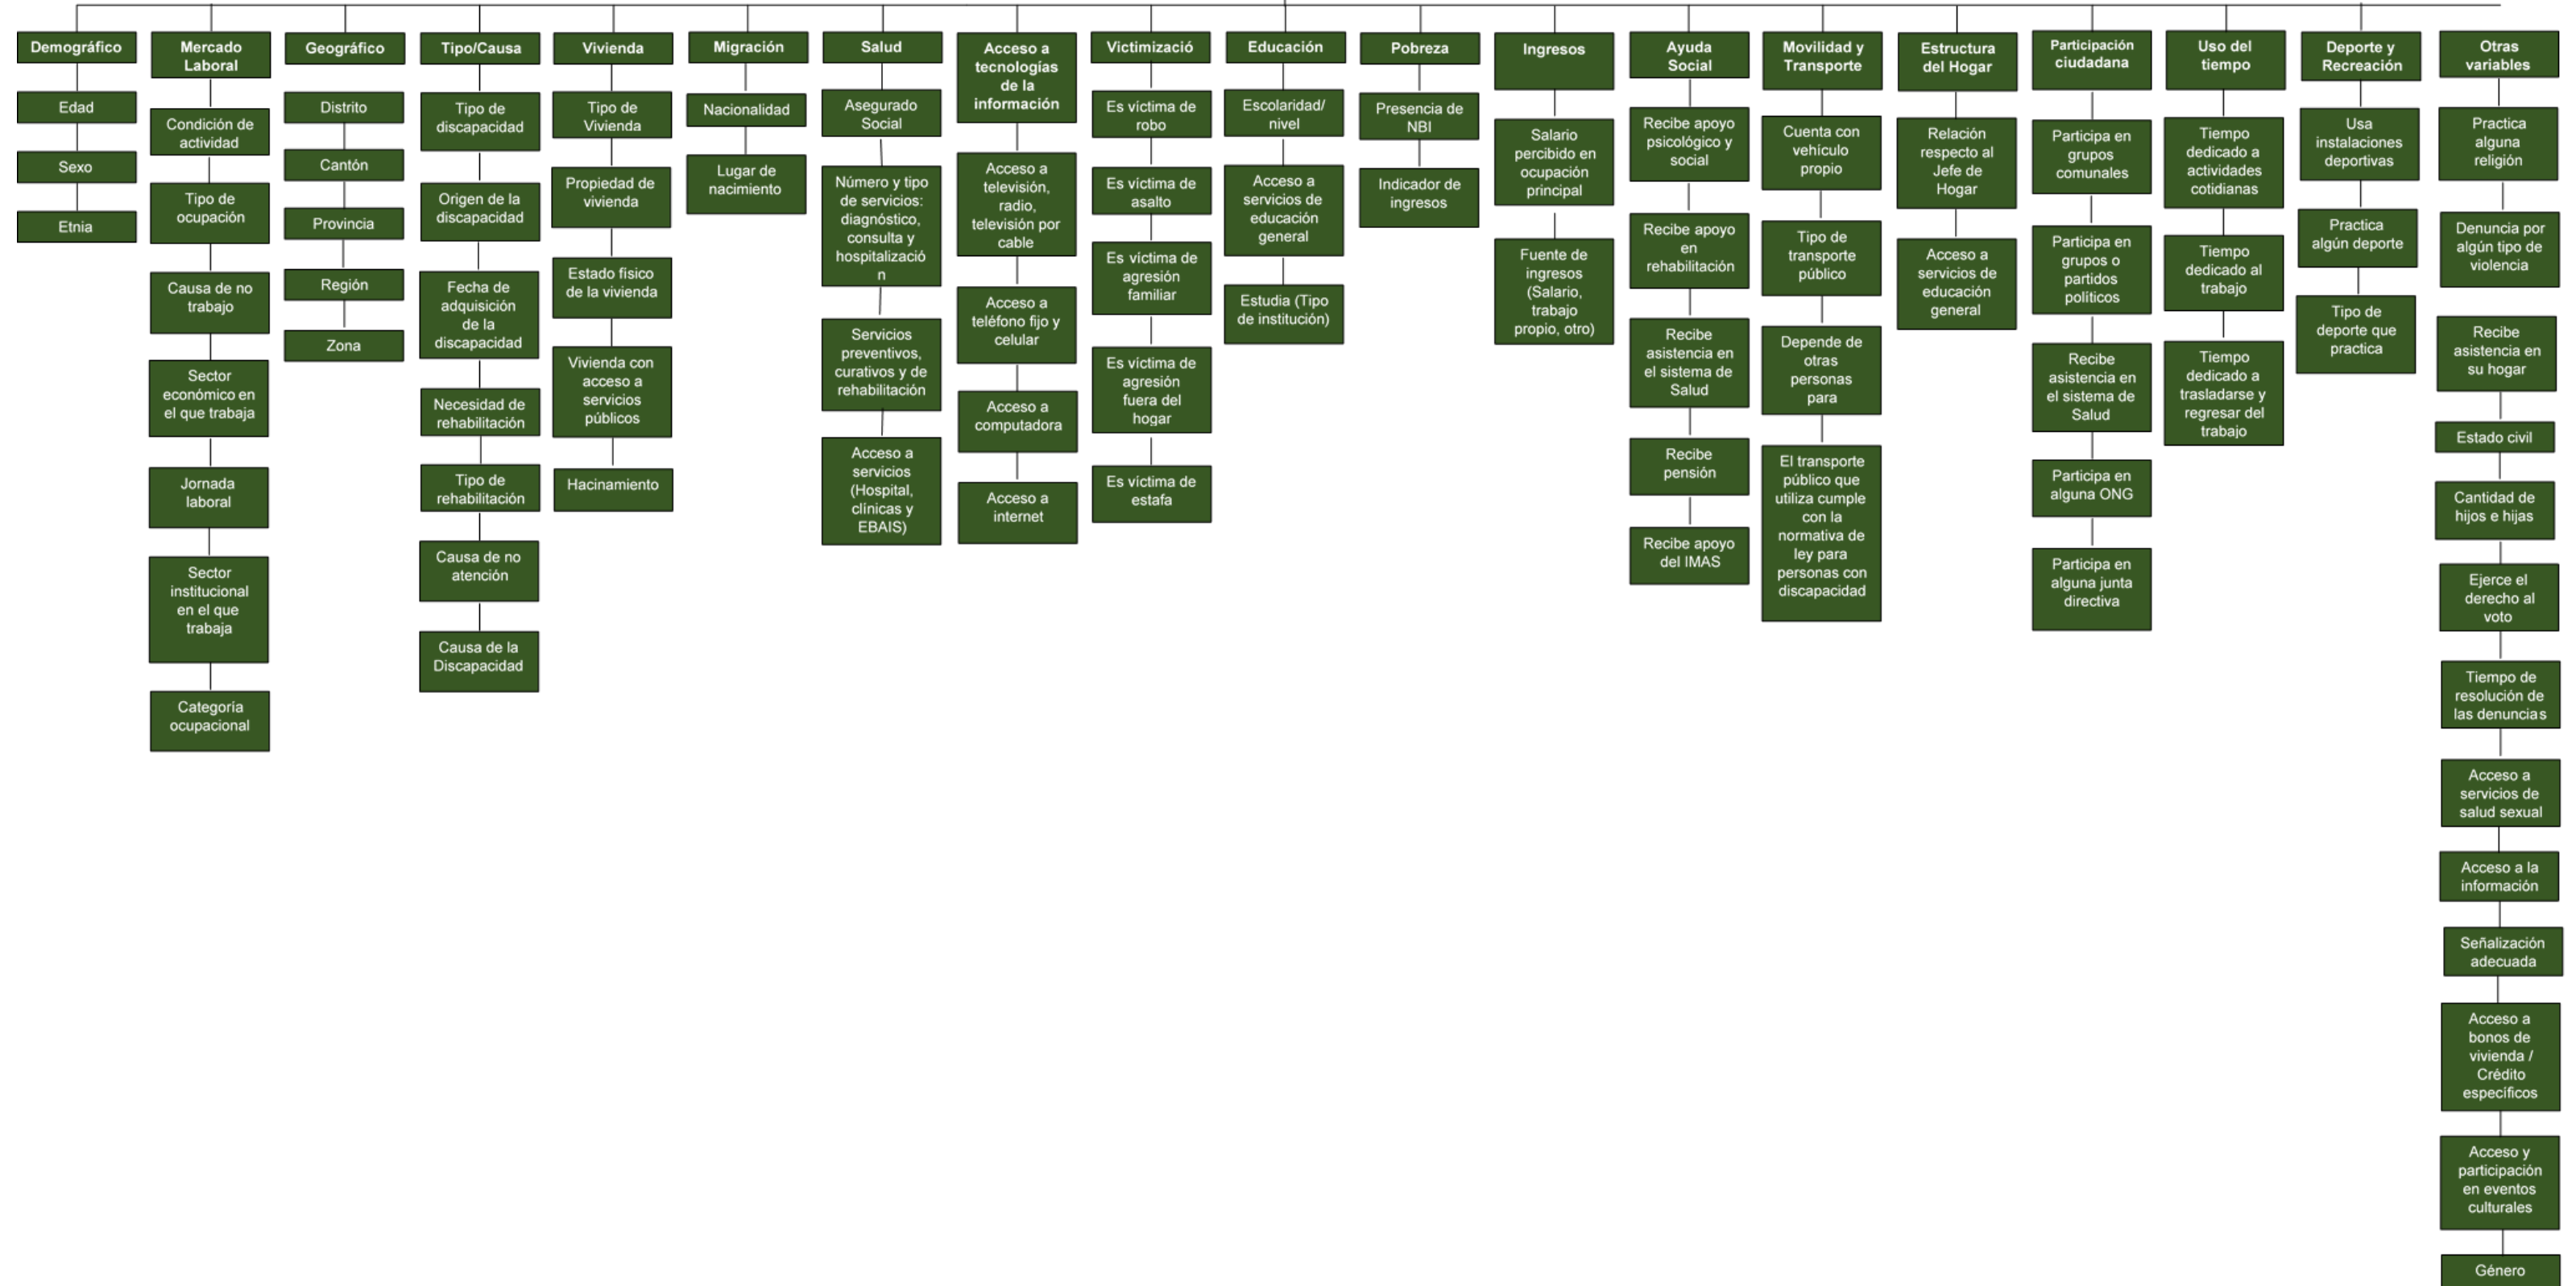 Demográfico
Edad
Sexo
Etnia
Mercado
Laboral
Condición de
actividad
Tipo de
ocupación
Causa de no
trabajo
Sector
económico en
el que trabaja
Jornada
laboral
Sector
institucional
en el que
trabaja
Categoría
ocupacional
Geográfico
Distrito
Cantón
Provincia
Región
Zona
Tipo/Causa
Tipo de
discapacidad
Origen de la
discapacidad
Fecha de
adquisición
de la
discapacidad
Necesidad de
rehabilitación
Tipo de
rehabilitación
Causa de no
atención
Causa de la
Discapacidad
Vivienda
Tipo de
Vivienda
Propiedad de
vivienda
Estado físico
de la vivienda
Vivienda con
acceso a
servicios
públicos
Hacinamiento
Migración
Nacionalidad
Lugar de
nacimiento
Salud
Asegurado
Social
Número y tipo
de servicios:
diagnóstico,
consulta y
hospitalizació
n
Servicios
preventivos,
curativos y de
rehabilitación
Acceso a
servicios
(Hospital,
clínicas y
EBAIS)
Acceso a
tecnologías
de la
información
Acceso a
televisión,
radio,
televisión por
cable
Acceso a
teléfono fijo y
celular
Acceso a
computadora
Acceso a
internet
Victimizació
Es víctima de
robo
Es víctima de
asalto
Es víctima de
agresión
familiar
Es víctima de
agresión
fuera del
hogar
Es víctima de
estafa
Educación
Escolaridad/
nivel
Acceso a
servicios de
educación
general
Estudia (Tipo
de institución)
Pobreza
Presencia de
NBI
Indicador de
ingresos
Ingresos
Salario
percibido en
ocupación
principal
Fuente de
ingresos
(Salario,
trabajo
propio, otro)
Ayuda
Social
Recibe apoyo
psicológico y
social
Recibe apoyo
en
rehabilitación
Recibe
asistencia en
el sistema de
Salud
Recibe
pensión
Recibe apoyo
del IMAS
Movilidad y
Transporte
Cuenta con
vehículo
propio
Tipo de
transporte
público
Depende de
otras
personas
para
El transporte
público que
utiliza cumple
con la
normativa de
ley para
personas con
discapacidad
Estructura
del Hogar
Relación
respecto al
Jefe de
Hogar
Acceso a
servicios de
educación
general
Participación
ciudadana
Participa en
grupos
comunales
Participa en
grupos o
partidos
políticos
Recibe
asistencia en
el sistema de
Salud
Participa en
alguna ONG
Participa en
alguna junta
directiva
Uso del
tiempo
Tiempo
dedicado a
actividades
cotidianas
Tiempo
dedicado al
trabajo
Tiempo
dedicado a
trasladarse y
regresar del
trabajo
Deporte y
Recreación
Usa
instalaciones
deportivas
Practica
algún deporte
Tipo de
deporte que
practica
Otras
variables
Practica
alguna
religión
Denuncia por
algún tipo de
violencia
Recibe
asistencia en
su hogar
Estado civil
Cantidad de
hijos e hijas
Ejerce el
derecho al
voto
Tiempo de
resolución de
las denuncias
Acceso a
servicios de
salud sexual
Acceso a la
información
Señalización
adecuada
Acceso a
bonos de
vivienda /
Crédito
específicos
Acceso y
participación
en eventos
culturales
Género